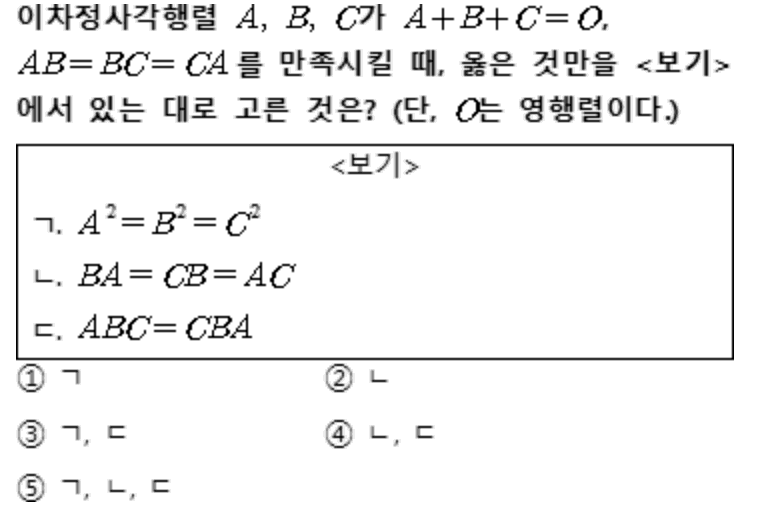 이차정사각행렬 A, B, C가 A+B+C=O,
AB=BC=CA를 만족시킬 때, 옳은 것만을 <보기>
에서 있는 대로 고른 것은? (단, O는 영행렬이다.)
<보기>
ㄱ. A²=B²=C²
ㄴ. BA=CB=AC
ㄷ. ABC=CBA
① ㄱ ② ㄴ
③ ㄱ, ㄷ ④ ㄴ, ㄷ
⑤ ㄱ, ㄴ, ㄷ